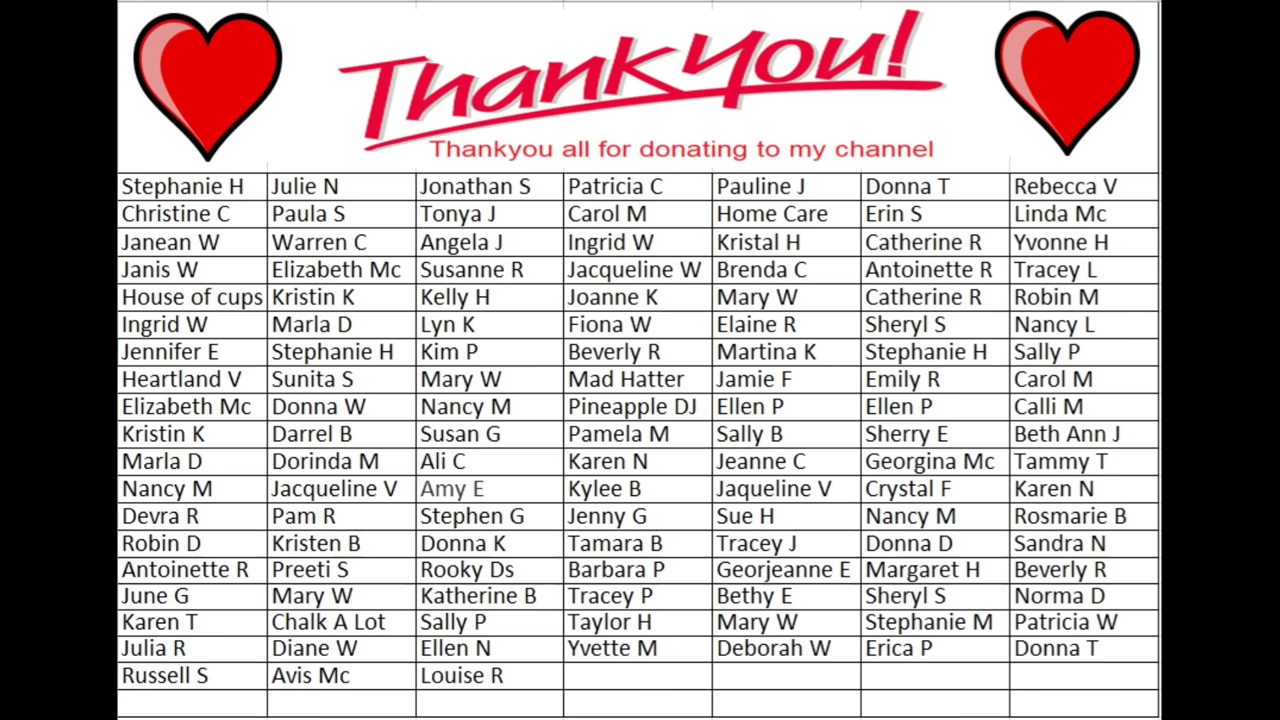 Thank you!
Thankyou all for donating to my channel
Stephanie H Julie N Jonathan S Patricia C Pauline J Donna T Rebecca V
Christine C Paula S Tonya J Carol M Home Care Erin S Linda Mc
Janean W Warren C Angela J Ingrid W Kristal H Catherine R Yvonne H
Janis W Elizabeth Mc Susanne R Jacqueline W Brenda C Antoinette R Tracey L
House of cups Kristin K Kelly H Joanne K Mary W Catherine R Robin M
Ingrid W Marla D Lyn K Fiona W Elaine R Sheryl S Nancy L
Jennifer E Stephanie H Kim P Beverly R Martina K Stephanie H Sally P
Heartland V Sunita S Mary W Mad Hatter Jamie F Emily R Carol M
Elizabeth Mc Donna W Nancy M Pineapple DJ Ellen P Ellen P Calli M
Kristin K Darrel B Susan G Pamela M Sally B Sherry E Beth Ann J
Marla D Dorinda M Ali C Karen N Jeanne C Georgina Mc Tammy T
Nancy M Jacqueline V Amy E Kylee B Jaqueline V Crystal F Karen N
Devra R Pam R Stephen G Jenny G Sue H Nancy M Rosmarie B
Robin D Kristen B Donna K Tamara B Tracey J Donna D Sandra N
Antoinette R Preeti S Rooky Ds Barbara P Georjeanne E Margaret H Beverly R
June G Mary W Katherine B Tracey P Bethy E Sheryl S Norma D
Karen T Chalk A Lot Sally P Taylor H Mary W Stephanie M Patricia W
Julia R Diane W Ellen N Yvette M Deborah W Erica P Donna T
Russell S Avis Mc Louise R